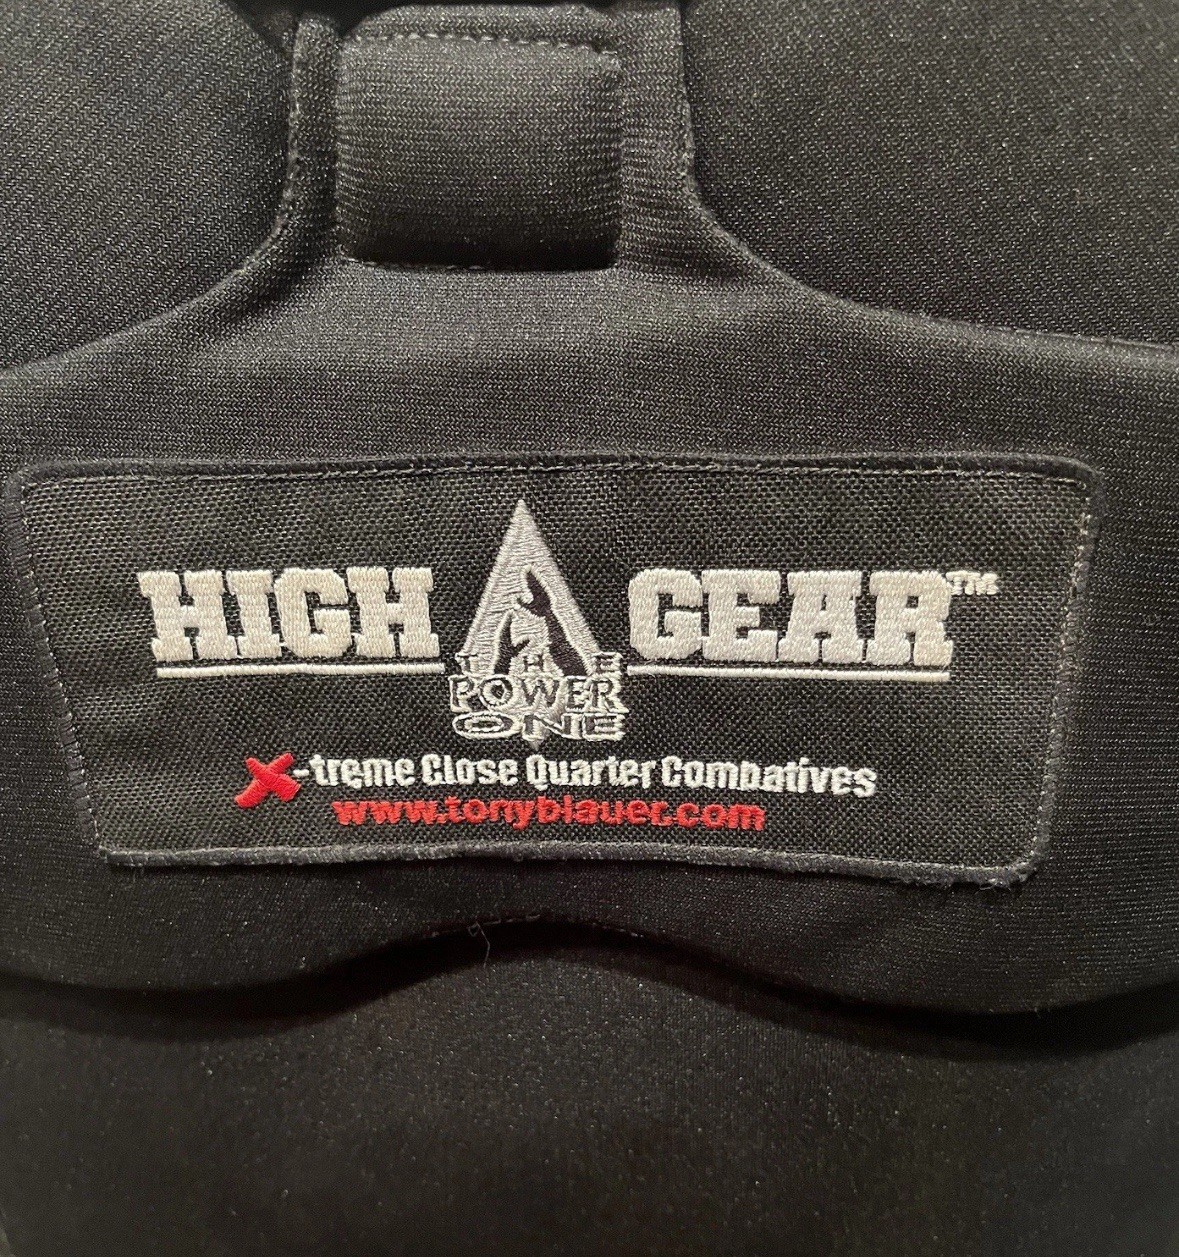 HIGH GEAR™
THE
POWER
ONE
X-treme Close Quarter Combatives
www.tonyblauer.com